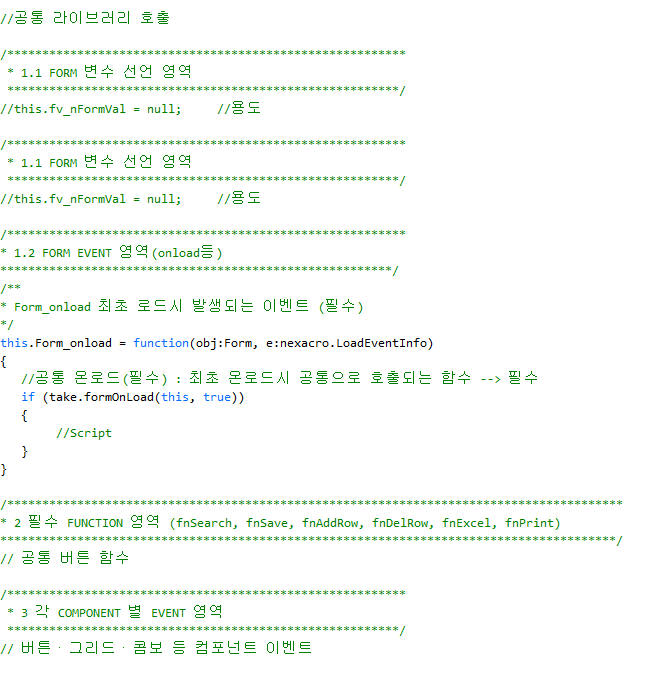 //공통 라이브러리 호출
/*********************************************************
 * 1.1 FORM 변수 선언 영역
 ********************************************************/
//this.fv_nFormVal = null;     //용도
/*********************************************************
 * 1.1 FORM 변수 선언 영역
 ********************************************************/
//this.fv_nFormVal = null;     //용도
/*********************************************************
* 1.2 FORM EVENT 영역(onload등)
********************************************************/
/**
* Form_onload 최초 로드시 발생되는 이벤트 (필수)
*/
this.Form_onload = function(obj:Form, e:nexacro.LoadEventInfo)
{
   //공통 온로드(필수) : 최초 온로드시 공통으로 호출되는 함수 --> 필수
   if (take.formOnLoad(this, true))
   {
        //Script
   }
}
/****************************************************************************************
* 2 필수 FUNCTION 영역 (fnSearch, fnSave, fnAddRow, fnDelRow, fnExcel, fnPrint)
****************************************************************************************/
// 공통 버튼 함수
/*********************************************************
 * 3 각 COMPONENT 별 EVENT 영역
 ********************************************************/
// 버튼ㆍ그리드ㆍ콤보 등 컴포넌트 이벤트